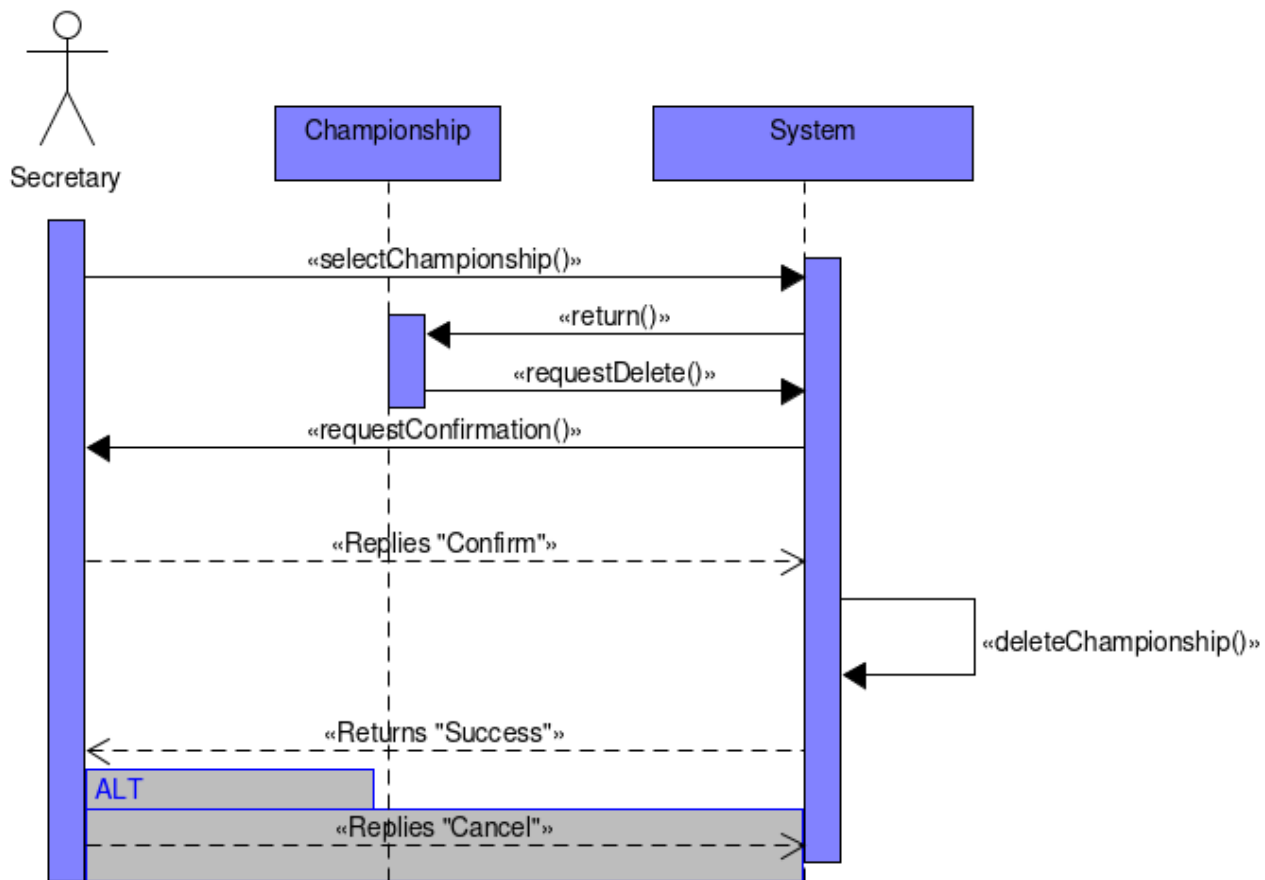 Secretary
Championship
System
«selectChampionship()»
«return()»
«requestDelete()»
«requestConfirmation()»
«Replies "Confirm"»
«deleteChampionship()»
«Returns "Success"»
ALT
«Replies "Cancel"»